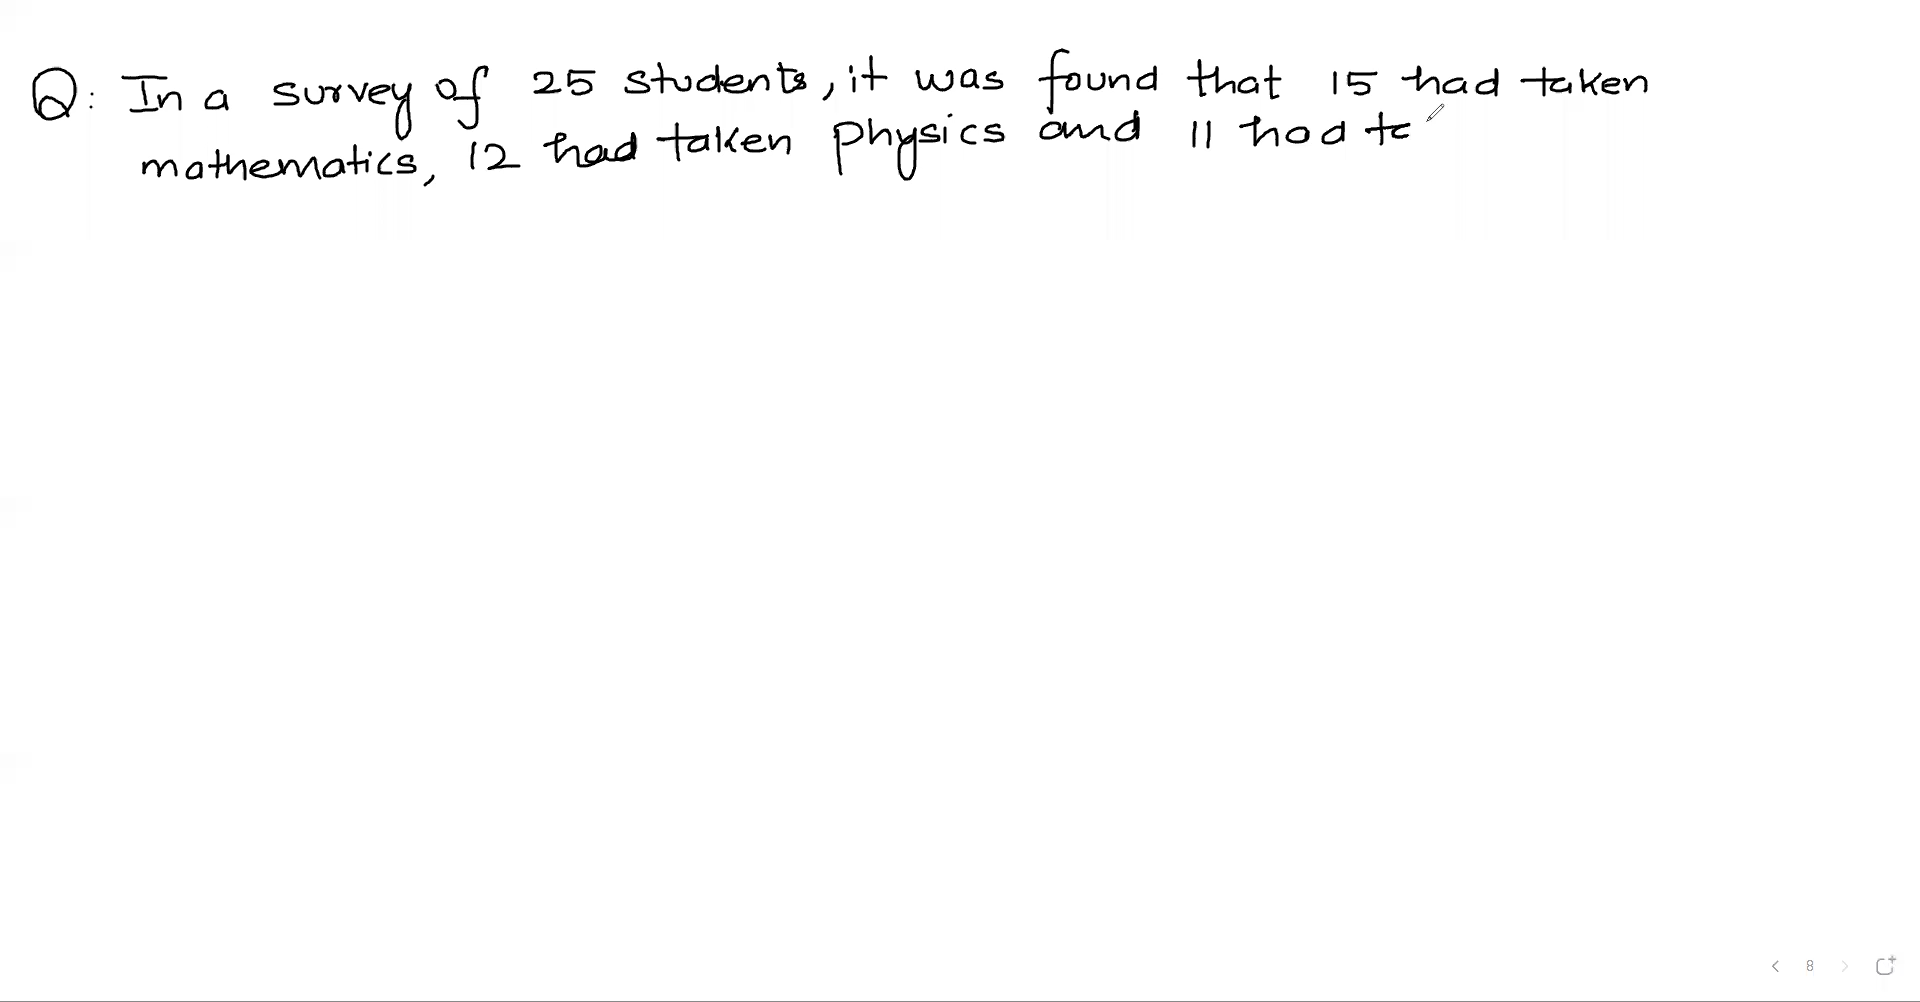 Q: In a survey of 25 students, it was found that 15 had taken
mathematics, 12 had taken physics and 11 had
8